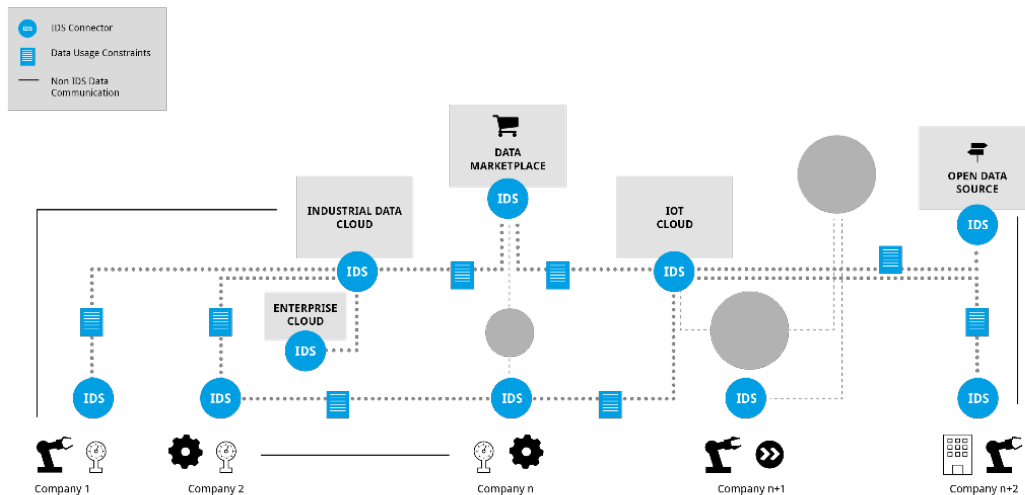 IDS
IDS Connector
Data Usage Constraints
Non IDS Data
Communication
DATA
MARKETPLACE
IDS
OPEN DATA
SOURCE
IDS
INDUSTRIAL DATA
CLOUD
IDS
IOT
CLOUD
IDS
ENTERPRISE
CLOUD
IDS
IDS
IDS
IDS
IDS
IDS
Company 1
Company 2
Company n
Company n+1
Company n+2